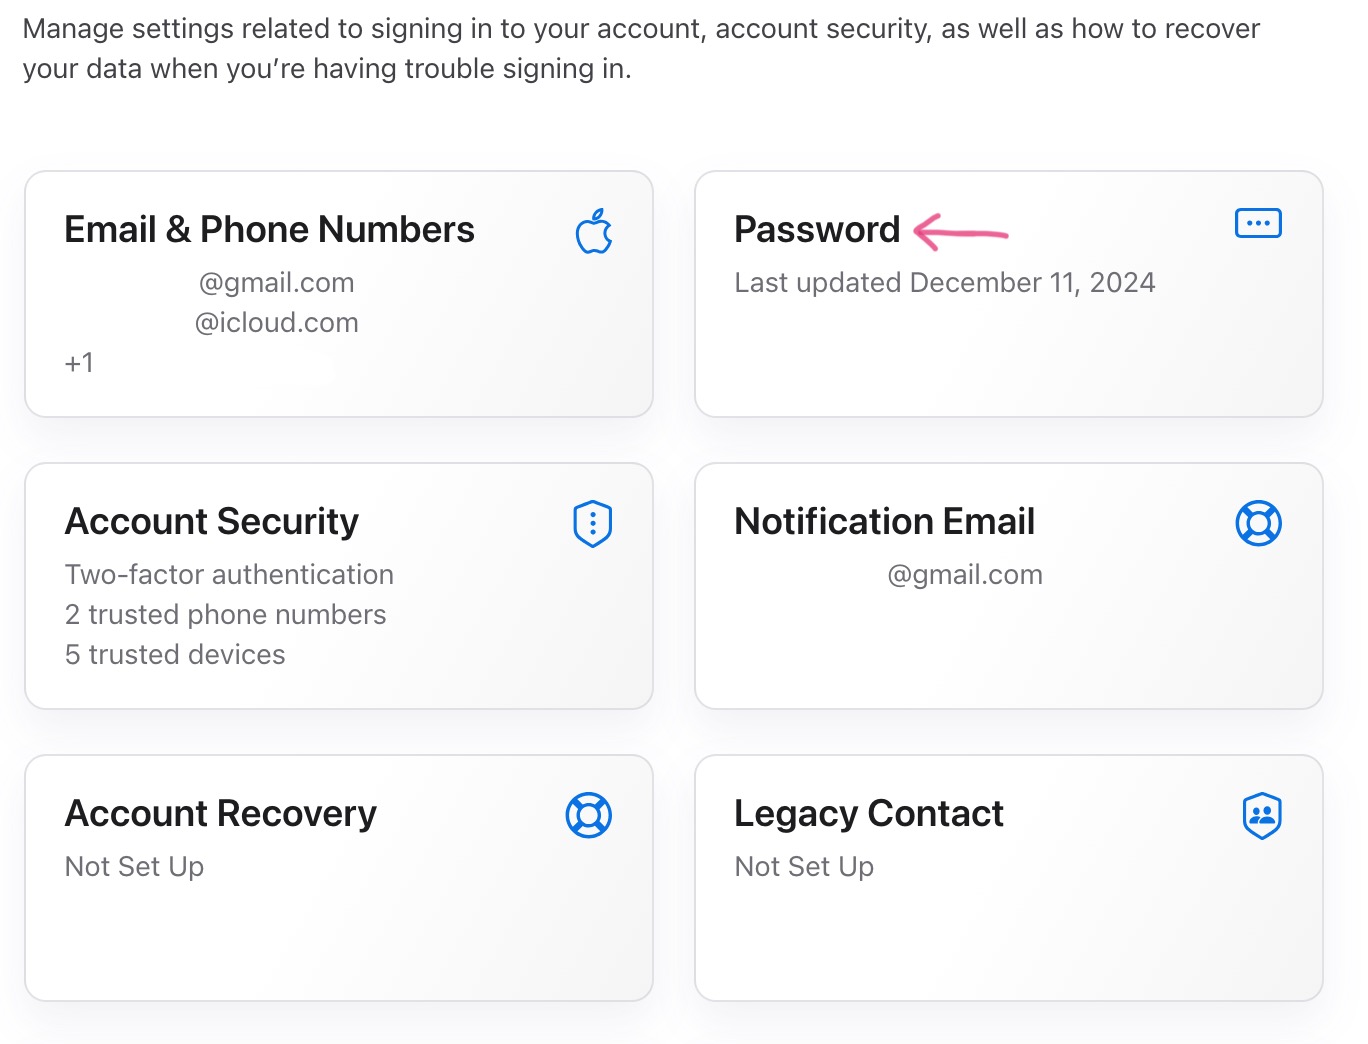 Manage settings related to signing in to your account, account security, as well as how to recover
your data when you’re having trouble signing in.
Email & Phone Numbers
@gmail.com
@icloud.com
+1
Password
Last updated December 11, 2024
Account Security
Two-factor authentication
2 trusted phone numbers
5 trusted devices
Notification Email
@gmail.com
Account Recovery
Not Set Up
Legacy Contact
Not Set Up